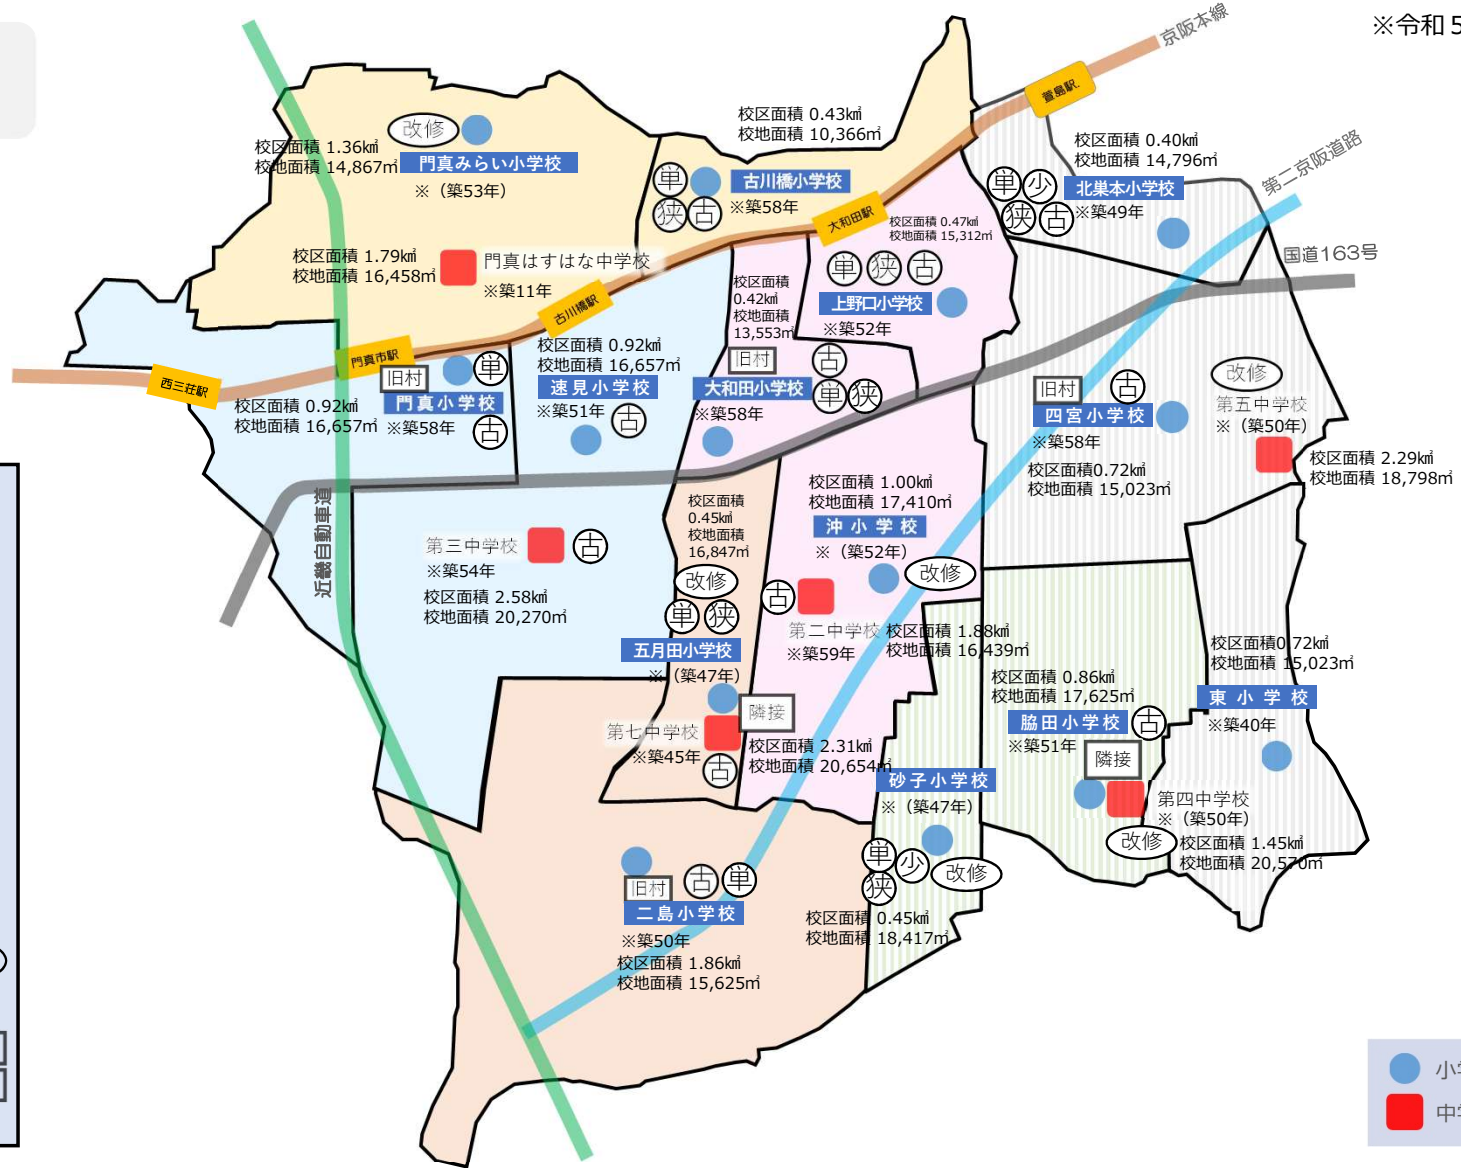 ※令和５
京阪本線
萱島駅
校区面積 0.43㎢
校地面積 10,366㎡
校区面積 0.40㎢
校地面積 14,796㎡
第二京阪道路
改修
校区面積 1.36㎢
校地面積 14,867㎡
門真みらい小学校
※（築53年）
単
狭
古
古川橋小学校
※築58年
単
少
狭
古
北巣本小学校
※築49年
大和田駅
校区面積 0.47㎢
校地面積 15,312㎡
国道163号
校区面積 1.79㎢
校地面積 16,458㎡
門真はすはな中学校
※築11年
単
狭
古
上野口小学校
※築52年
校区面積
0.42㎢
校地面積
13,553㎡
古川橋駅
門真市駅
西三荘駅
旧村
単
門真小学校
※築58年
古
校区面積 0.92㎢
校地面積 16,657㎡
校区面積 0.92㎢
校地面積 16,657㎡
速見小学校
※築51年
古
旧村
古
大和田小学校
単
狭
※築58年
旧村
古
四宮小学校
※築58年
校区面積0.72㎢
校地面積 15,023㎡
改修
第五中学校
※（築50年）
校区面積 2.29㎢
校地面積 18,798㎡
近畿自動車道
第三中学校
古
※築54年
校区面積 2.58㎢
校地面積 20,270㎡
校区面積
0.45㎢
校地面積
16,847㎡
改修
単
狭
五月田小学校
※（築47年）
校区面積 1.00㎢
校地面積 17,410㎡
沖小学校
※（築52年）
改修
古
第二中学校
※築59年
校区面積 1.88㎢
校地面積 16,439㎡
隣接
第七中学校
※築45年
古
校区面積 2.31㎢
校地面積 20,654㎡
校区面積 0.86㎢
校地面積 17,625㎡
脇田小学校
古
※築51年
隣接
校区面積0.72㎢
校地面積 15,023㎡
東小学校
※築40年
第四中学校
※（築50年）
改修
校区面積 1.45㎢
校地面積 20,570㎡
砂子小学校
※（築47年）
単
少
狭
改修
校区面積 0.45㎢
校地面積 18,417㎡
旧村
古
単
二島小学校
※築50年
校区面積 1.86㎢
校地面積 15,625㎡
小学
中学